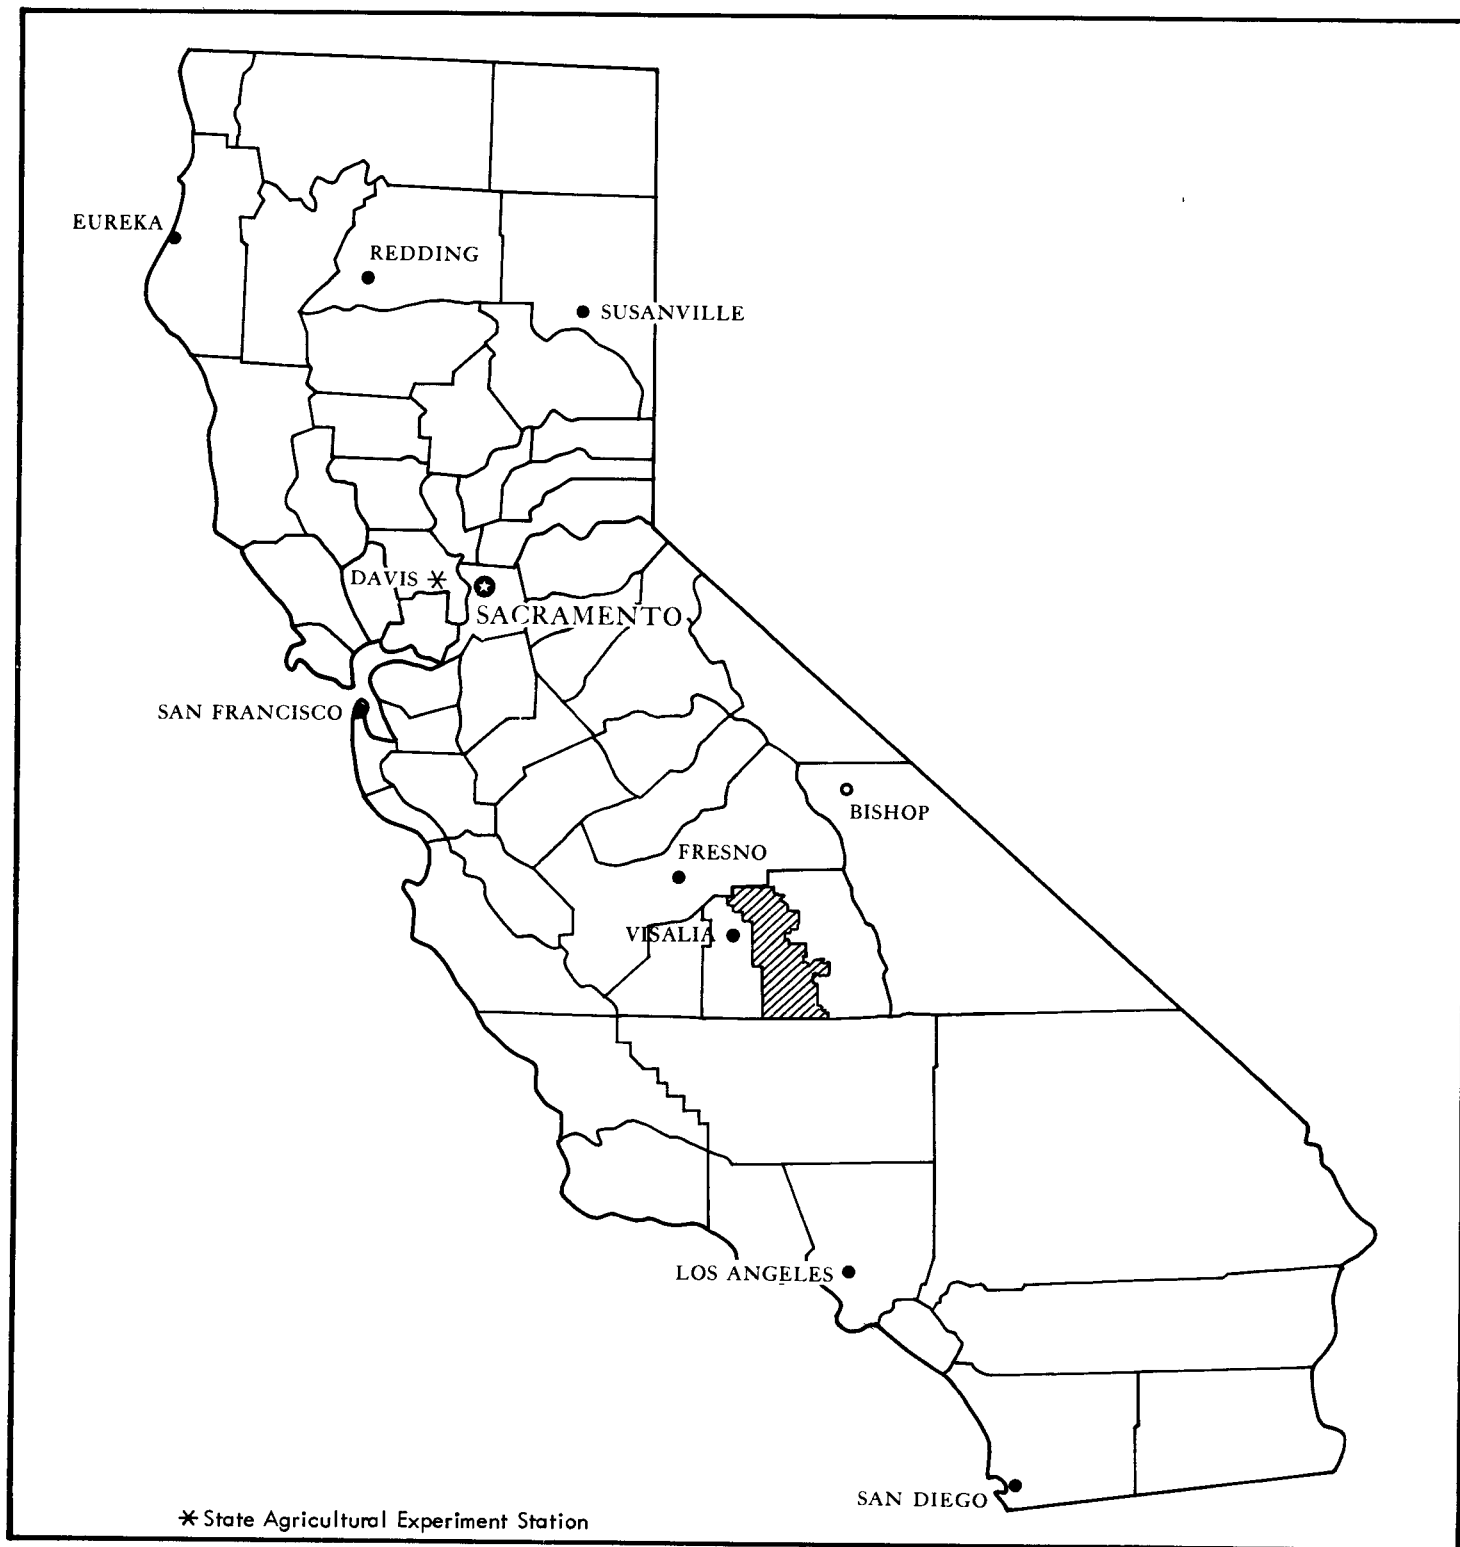 EUREKA
REDDING
SUSANVILLE
DAVIS *
SACRAMENTO
SAN FRANCISCO
BISHOP
FRESNO
VISALIA
LOS ANGELES
SAN DIEGO
* State Agricultural Experiment Station